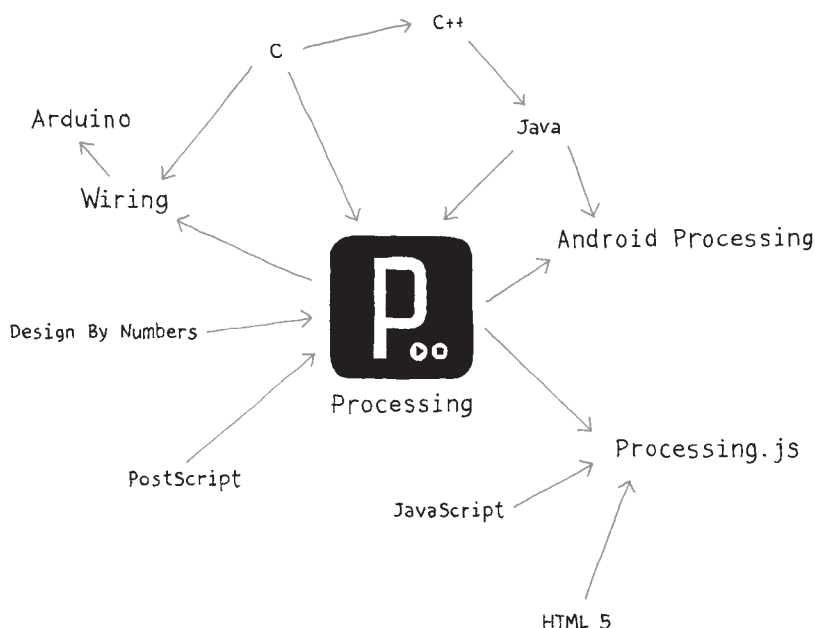 C++
C
Arduino
Java
Wiring
Android Processing
P
Design By Numbers
Processing
Processing.js
PostScript
JavaScript
HTML 5